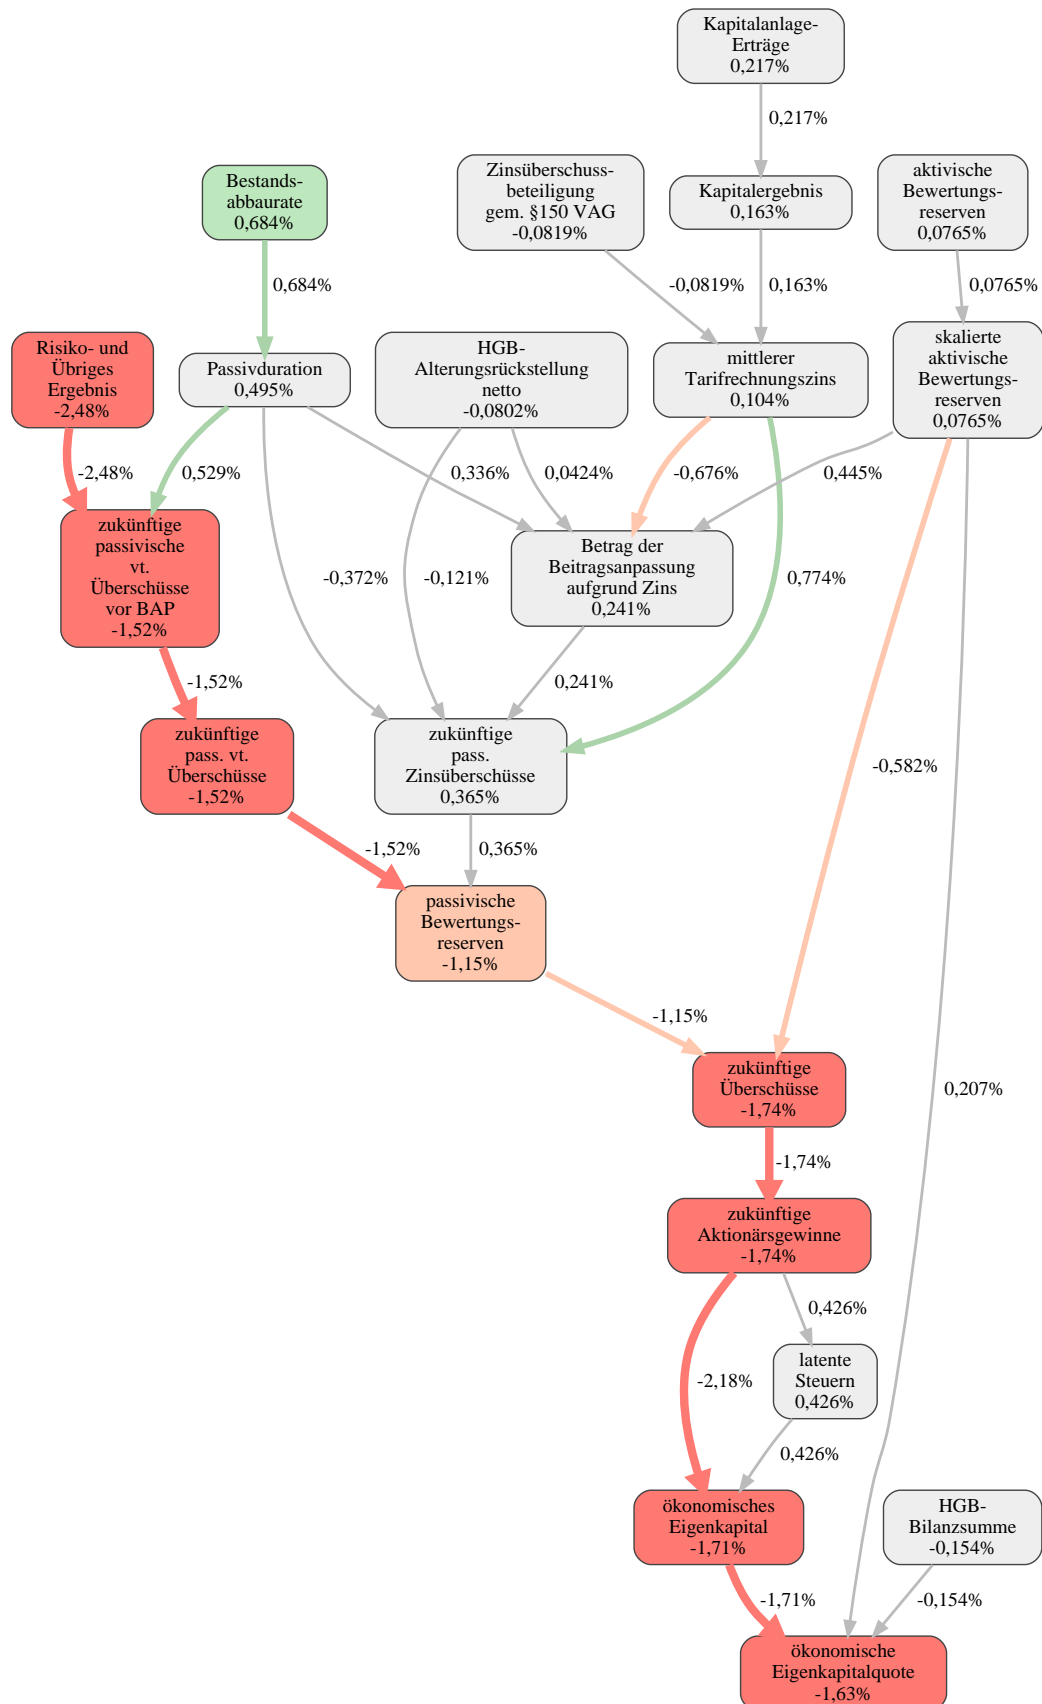 Kapitalanlage-
Erträge
0,217%
0,217%
Bestands-
abbaurate
0,684%
Zinsüberschuss-
beteiligung
gem. §150 VAG
-0,0819%
Kapitalergebnis
0,163%
aktivische
Bewertungs-
reserven
0,0765%
0,684%
-0,0819%
0,163%
0,0765%
Risiko- und
Übriges
Ergebnis
-2,48%
Passivduration
0,495%
HGB-
Alterungsrückstellung
netto
-0,0802%
mittlerer
Tarifrechnungszins
0,104%
skalierte
aktivische
Bewertungs-
reserven
0,0765%
-2,48%
0,529%
0,336%
0,0424%
-0,676%
0,445%
zukünftige
passivische
vt.
Überschüsse
vor BAP
-1,52%
Betrag der
Beitragsanpassung
aufgrund Zins
0,241%
-0,372%
-0,121%
0,774%
-1,52%
0,241%
zukünftige
pass. vt.
Überschüsse
-1,52%
zukünftige
pass.
Zinsüberschüsse
0,365%
-0,582%
-1,52%
0,365%
passivische
Bewertungs-
reserven
-1,15%
-1,15%
zukünftige
Überschüsse
-1,74%
0,207%
-1,74%
zukünftige
Aktionärsgewinne
-1,74%
0,426%
-2,18%
latente
Steuern
0,426%
0,426%
ökonomisches
Eigenkapital
-1,71%
HGB-
Bilanzsumme
-0,154%
-1,71%
-0,154%
ökonomische
Eigenkapitalquote
-1,63%